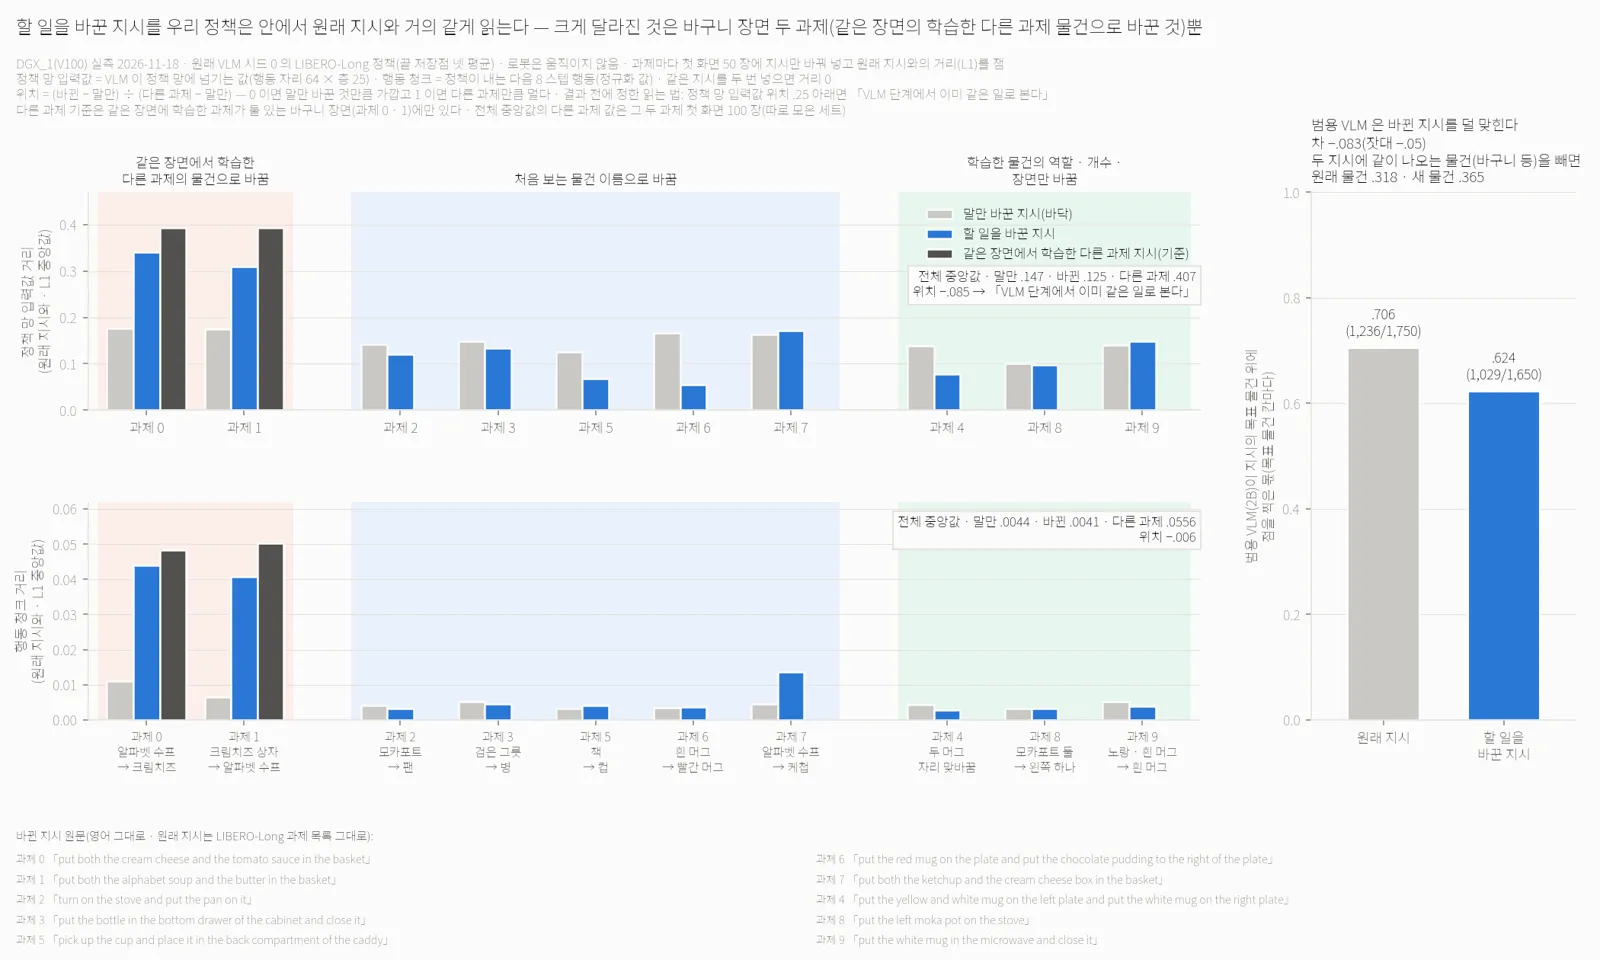 할 일을 바꾼 지시를 우리 정책은 안에서 원래 지시와 거의 같게 읽는다 — 크게 달라진 것은 바구니 장면 두 과제(같은 장면의 학습한 다른 과제 물건으로 바꾼 것)뿐
DGX_1(V100) 실측 2026-11-18 · 원래 VLM 시드 0 의 LIBERO-Long 정책(끝 저장점 넷 평균) · 로봇은 움직이지 않음 · 과제마다 첫 화면 50 장에 지시만 바꿔 넣고 원래 지시와의 거리(L1)를 잼
정책 망 입력값 = VLM 이 정책 망에 넘기는 값(행동 자리 64 × 층 25) · 행동 청크 = 정책이 내는 다음 8 스텝 행동(정규화 값) · 같은 지시를 두 번 넣으면 거리 0
위치 = (바뀐 − 말만) ÷ (다른 과제 − 말만) — 0 이면 말만 바꾼 것만큼 가깝고 1 이면 다른 과제만큼 멀다 · 결과 전에 정한 읽는 법: 정책 망 입력값 위치 .25 아래면 「VLM 단계에서 이미 같은 일로 본다」
다른 과제 기준은 같은 장면에 학습한 과제가 둘 있는 바구니 장면(과제 0 · 1)에만 있다 · 전체 중앙값의 다른 과제 값은 그 두 과제 첫 화면 100 장(따로 모은 세트)
같은 장면에서 학습한
다른 과제의 물건으로 바꿈
처음 보는 물건 이름으로 바꿈
학습한 물건의 역할 · 개수 ·
장면만 바꿈
정책 망 입력값 거리
(원래 지시와 · L1 중앙값)
0.4
0.3
0.2
0.1
0.0
말만 바꾼 지시(바닥)
할 일을 바꾼 지시
같은 장면에서 학습한 다른 과제 지시(기준)
전체 중앙값 · 말만 .147 · 바뀐 .125 · 다른 과제 .407
위치 −.085 → 「VLM 단계에서 이미 같은 일로 본다」
과제 0
과제 1
과제 2
과제 3
과제 5
과제 6
과제 7
과제 4
과제 8
과제 9
행동 청크 거리
(원래 지시와 · L1 중앙값)
0.06
0.05
0.04
0.03
0.02
0.01
0.00
전체 중앙값 · 말만 .0044 · 바뀐 .0041 · 다른 과제 .0556
위치 −.006
과제 0
알파벳 수프
→ 크림치즈
과제 1
크림치즈 상자
→ 알파벳 수프
과제 2
모카포트
→ 팬
과제 3
검은 그릇
→ 병
과제 5
책
→ 컵
과제 6
흰 머그
→ 빨간 머그
과제 7
알파벳 수프
→ 케첩
과제 4
두 머그
자리 맞바꿈
과제 8
모카포트 둘
→ 왼쪽 하나
과제 9
노랑 · 흰 머그
→ 흰 머그
범용 VLM 은 바뀐 지시를 덜 맞힌다
차 −.083(잣대 −.05)
두 지시에 같이 나오는 물건(바구니 등)을 빼면
원래 물건 .318 · 새 물건 .365
범용 VLM(2B)이 지시의 목표 물건 위에
점을 찍은 몫(목표 물건 칸마다)
1.0
0.8
0.6
0.4
0.2
0.0
.706
(1,236/1,750)
.624
(1,029/1,650)
원래 지시
할 일을
바꾼 지시
바뀐 지시 원문(영어 그대로 · 원래 지시는 LIBERO-Long 과제 목록 그대로):
과제 0 「put both the cream cheese and the tomato sauce in the basket」
과제 1 「put both the alphabet soup and the butter in the basket」
과제 2 「turn on the stove and put the pan on it」
과제 3 「put the bottle in the bottom drawer of the cabinet and close it」
과제 5 「pick up the cup and place it in the back compartment of the caddy」
과제 6 「put the red mug on the plate and put the chocolate pudding to the right of the plate」
과제 7 「put both the ketchup and the cream cheese box in the basket」
과제 4 「put the yellow and white mug on the left plate and put the white mug on the right plate」
과제 8 「put the left moka pot on the stove」
과제 9 「put the white mug in the microwave and close it」